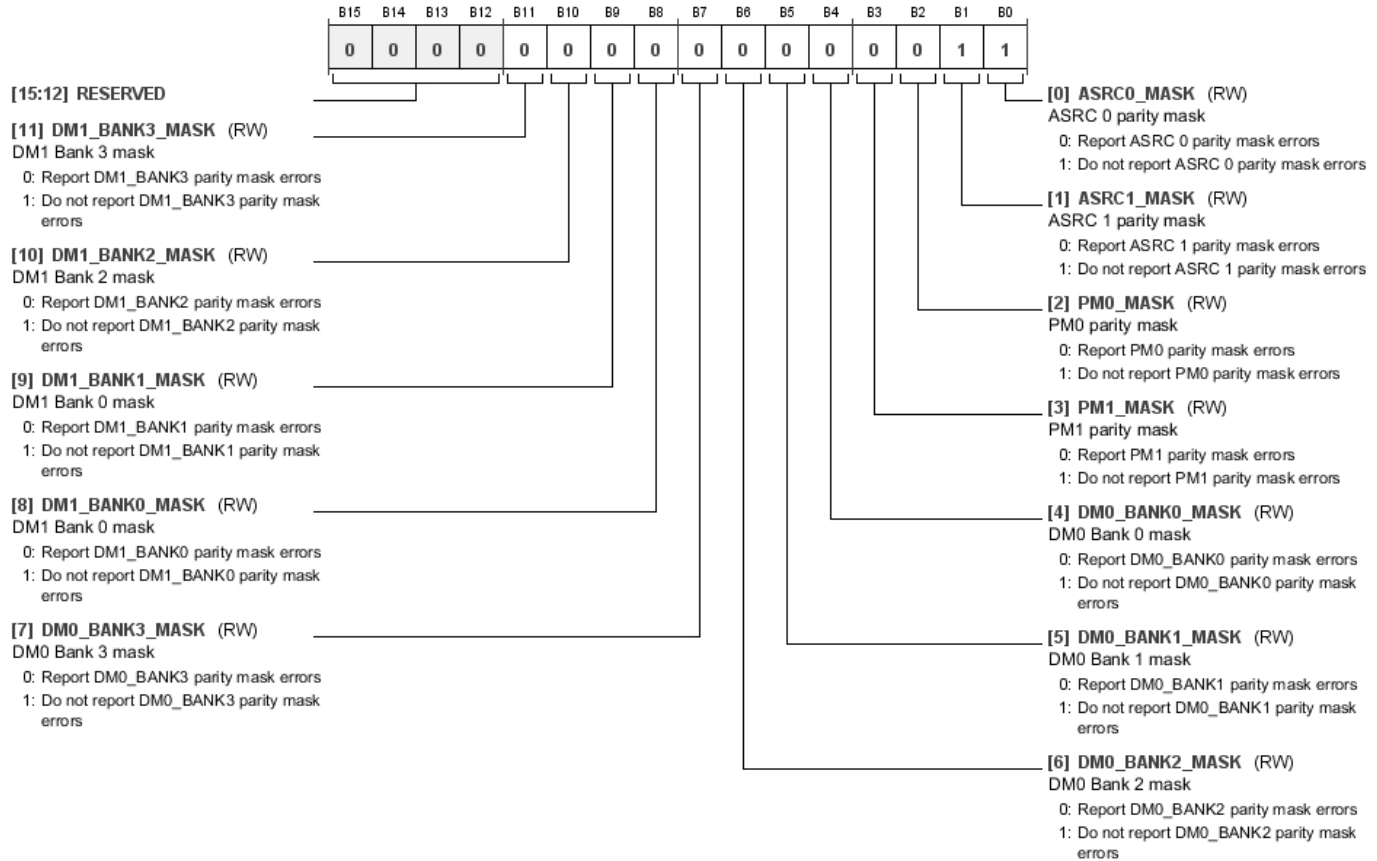 B15 B14 B13 B12 B11 B10 B9 B8 B7 B6 B5 B4 B3 B2 B1 B0
0 0 0 0 0 0 0 0 0 0 0 0 0 0 1 1
[15:12] RESERVED
[11] DM1_BANK3_MASK (RW)
DM1 Bank 3 mask
0: Report DM1_BANK3 parity mask errors
1: Do not report DM1_BANK3 parity mask
errors
[10] DM1_BANK2_MASK (RW)
DM1 Bank 2 mask
0: Report DM1_BANK2 parity mask errors
1: Do not report DM1_BANK2 parity mask
errors
[9] DM1_BANK1_MASK (RW)
DM1 Bank 0 mask
0: Report DM1_BANK1 parity mask errors
1: Do not report DM1_BANK1 parity mask
errors
[8] DM1_BANK0_MASK (RW)
DM1 Bank 0 mask
0: Report DM1_BANK0 parity mask errors
1: Do not report DM1_BANK0 parity mask
errors
[7] DM0_BANK3_MASK (RW)
DM0 Bank 3 mask
0: Report DM0_BANK3 parity mask errors
1: Do not report DM0_BANK3 parity mask
errors
[0] ASRC0_MASK (RW)
ASRC 0 parity mask
0: Report ASRC 0 parity mask errors
1: Do not report ASRC 0 parity mask errors
[1] ASRC1_MASK (RW)
ASRC 1 parity mask
0: Report ASRC 1 parity mask errors
1: Do not report ASRC 1 parity mask errors
[2] PM0_MASK (RW)
PM0 parity mask
0: Report PM0 parity mask errors
1: Do not report PM0 parity mask errors
[3] PM1_MASK (RW)
PM1 parity mask
0: Report PM1 parity mask errors
1: Do not report PM1 parity mask errors
[4] DM0_BANK0_MASK (RW)
DM0 Bank 0 mask
0: Report DM0_BANK0 parity mask errors
1: Do not report DM0_BANK0 parity mask
errors
[5] DM0_BANK1_MASK (RW)
DM0 Bank 1 mask
0: Report DM0_BANK1 parity mask errors
1: Do not report DM0_BANK1 parity mask
errors
[6] DM0_BANK2_MASK (RW)
DM0 Bank 2 mask
0: Report DM0_BANK2 parity mask errors
1: Do not report DM0_BANK2 parity mask
errors